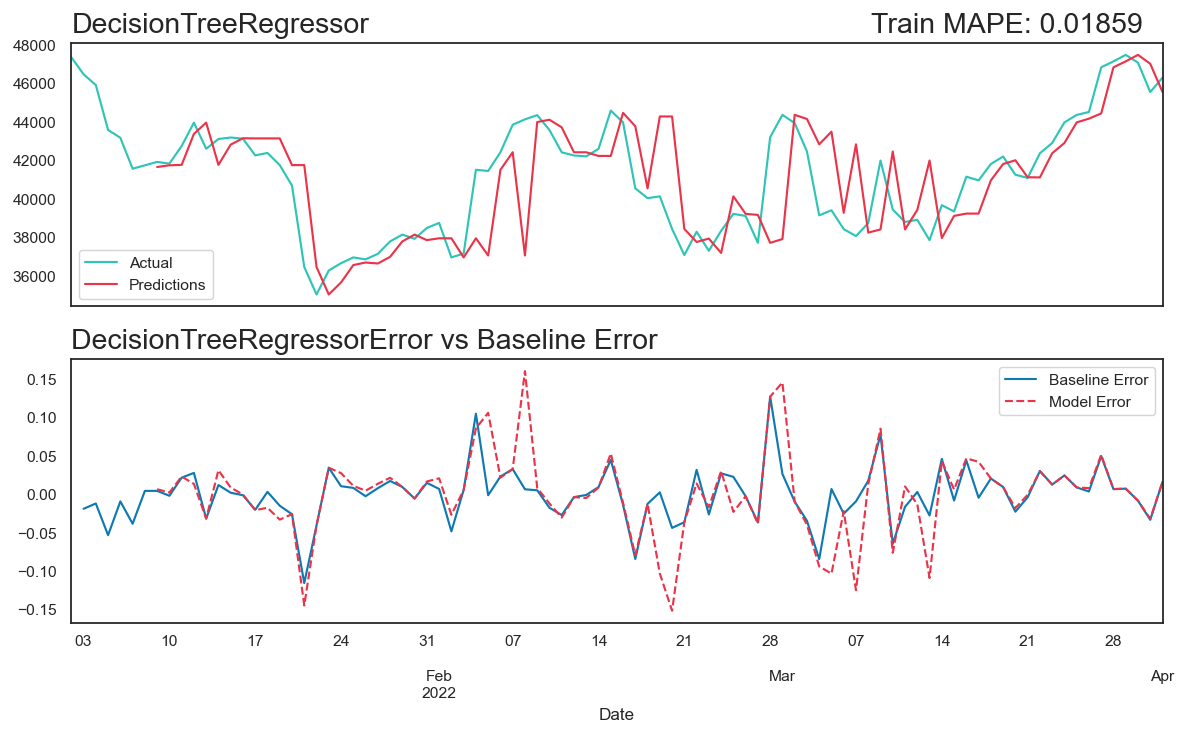 DecisionTreeRegressor
Train MAPE: 0.01859
48000
46000
44000
42000
40000
38000
36000
Actual
Predictions
DecisionTreeRegressorError vs Baseline Error
0.15
0.10
0.05
0.00
−0.05
−0.10
−0.15
Baseline Error
Model Error
03 10 17 24 31 07 14 21 28 07 14 21 28
Feb Mar Apr
2022
Date